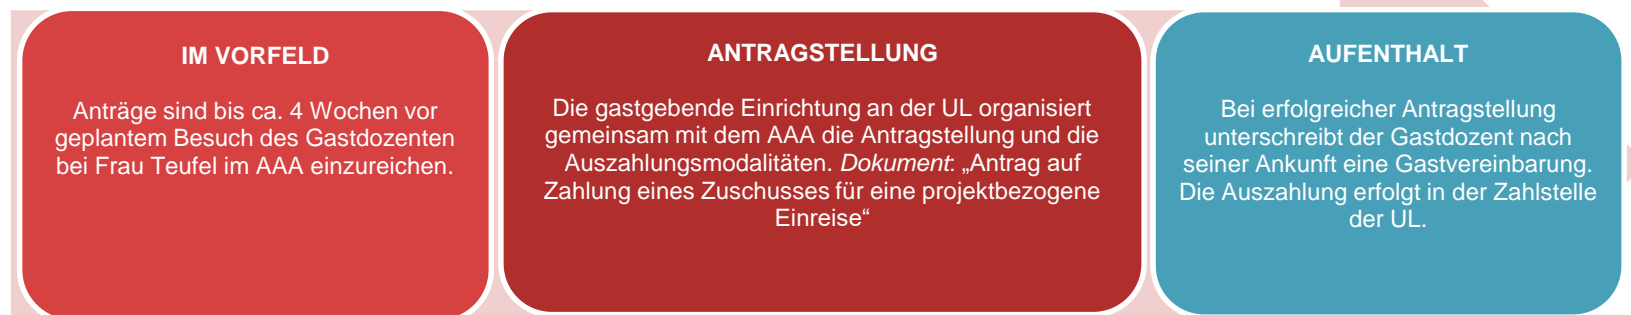 IM VORFELD
Anträge sind bis ca. 4 Wochen vor
geplantem Besuch des Gastdozenten
bei Frau Teufel im AAA einzureichen.
ANTRAGSTELLUNG
Die gastgebende Einrichtung an der UL organisiert
gemeinsam mit dem AAA die Antragstellung und die
Auszahlungsmodalitäten. Dokument: „Antrag auf
Zahlung eines Zuschusses für eine projektbezogene
Einreise“
AUFENTHALT
Bei erfolgreicher Antragstellung
unterschreibt der Gastdozent nach
seiner Ankunft eine Gastvereinbarung.
Die Auszahlung erfolgt in der Zahlstelle
der UL.